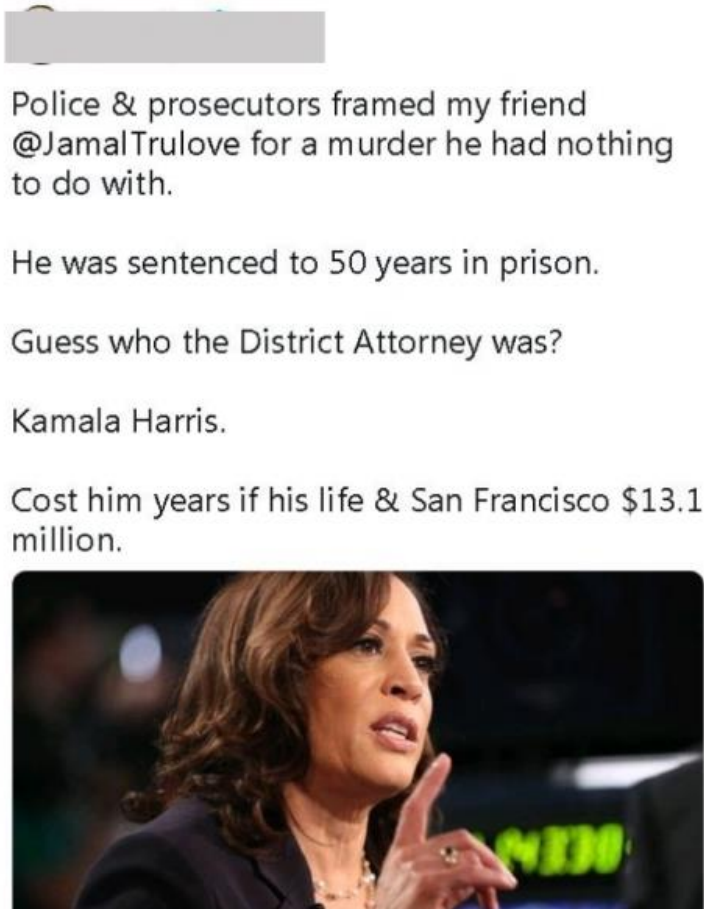 Police & prosecutors framed my friend
@JamalTrulove for a murder he had nothing
to do with.
He was sentenced to 50 years in prison.
Guess who the District Attorney was?
Kamala Harris.
Cost him years if his life & San Francisco $13.1
million.